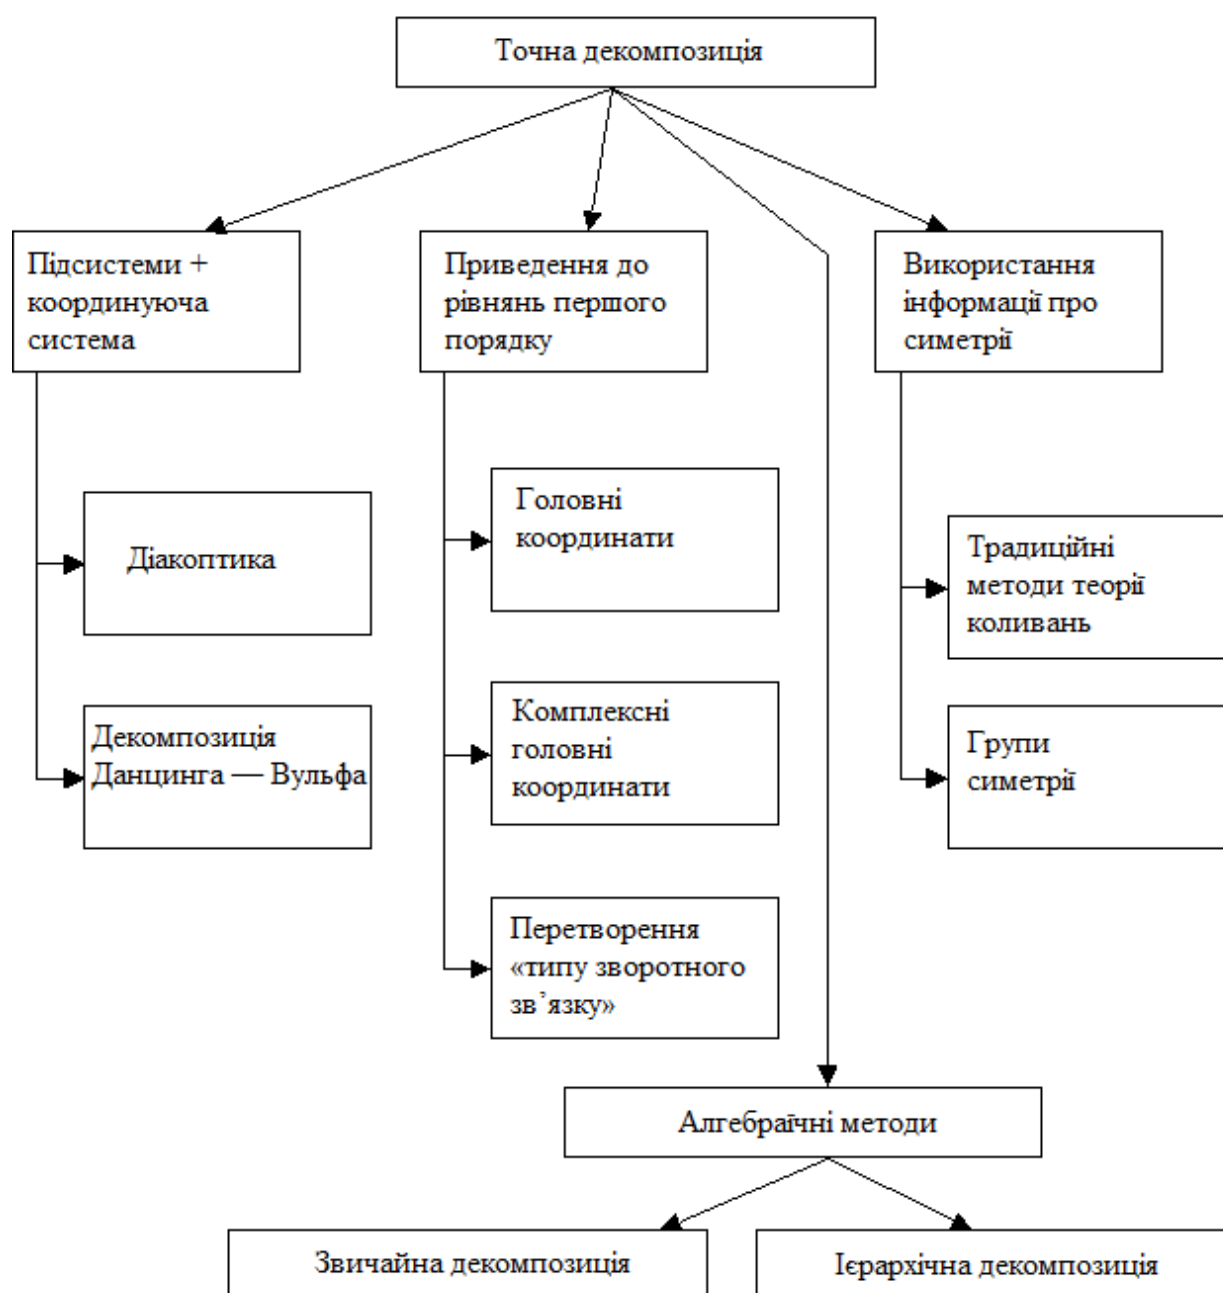 Точна декомпозиція
Підсистеми +
координуюча
система
Приведення до
рівнянь першого
порядку
Використання
інформації про
симетрії
Діакоптика
Декомпозиція
Данцинга — Вульфа
Головні
координати
Комплексні
головні
координати
Перетворення
«типу зворотного
зв’язку»
Традиційні
методи теорії
коливань
Групи
симетрії
Алгебраїчні методи
Звичайна декомпозиція
Ієрархічна декомпозиція